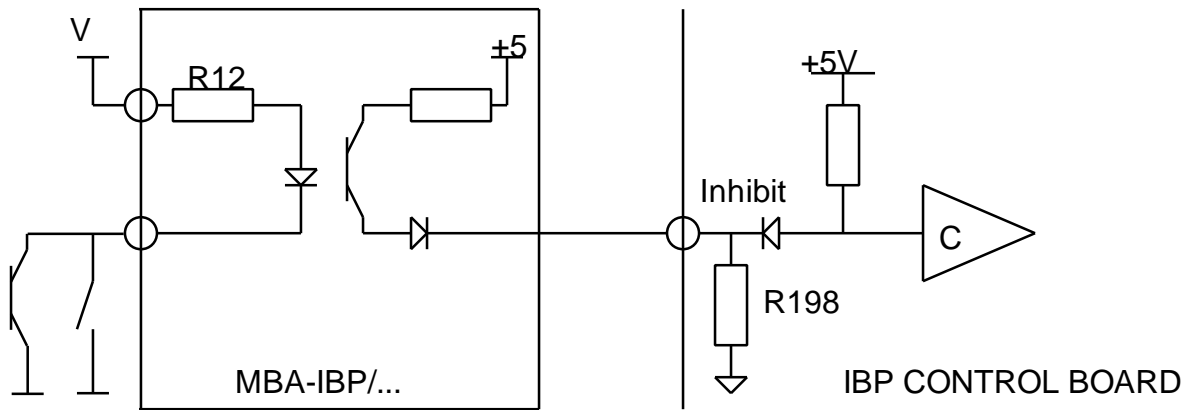 V
+5
R12
+5V
Inhibit
C
R198
MBA-IBP/...
IBP CONTROL BOARD